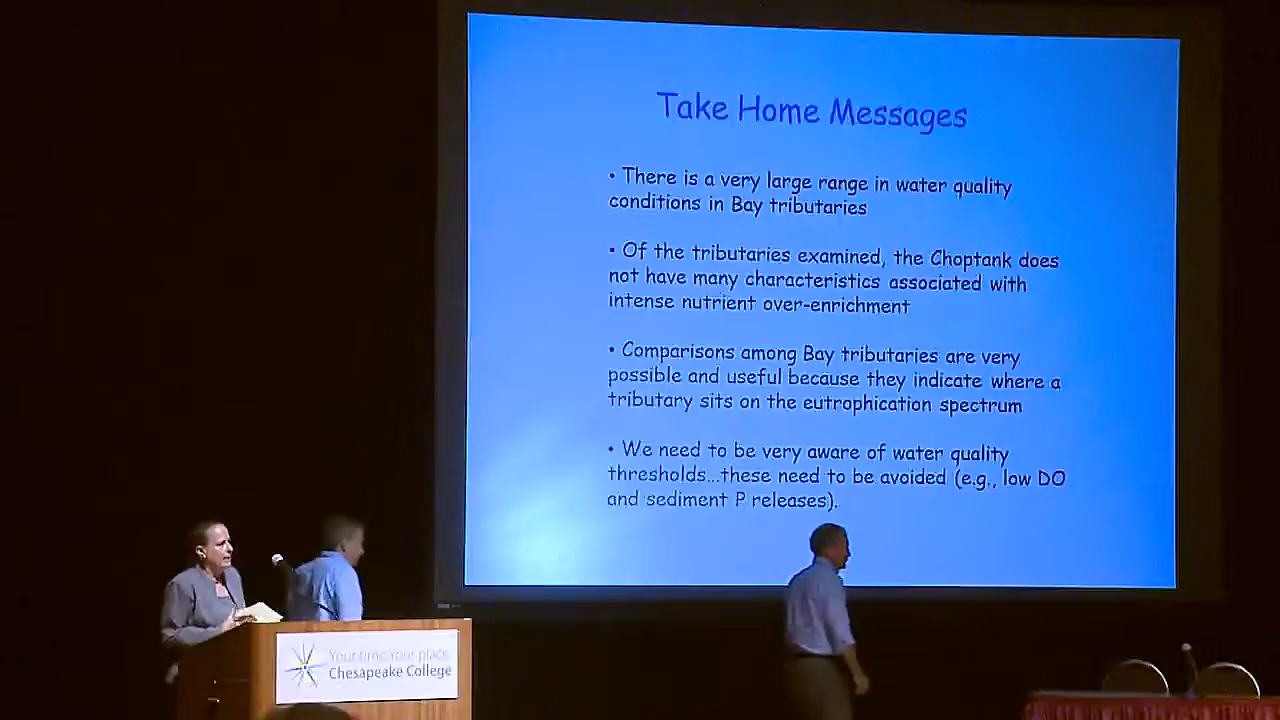 Take Home Messages
• There is a very large range in water quality
conditions in Bay tributaries
• Of the tributaries examined, the Choptank does
not have many characteristics associated with
intense nutrient over-enrichment
• Comparisons among Bay tributaries are very
possible and useful because they indicate where a
tributary sits on the eutrophication spectrum
• We need to be very aware of water quality
thresholds...these need to be avoided (e.g., low DO
and sediment P releases).
Your time. Your place.
Chesapeake College